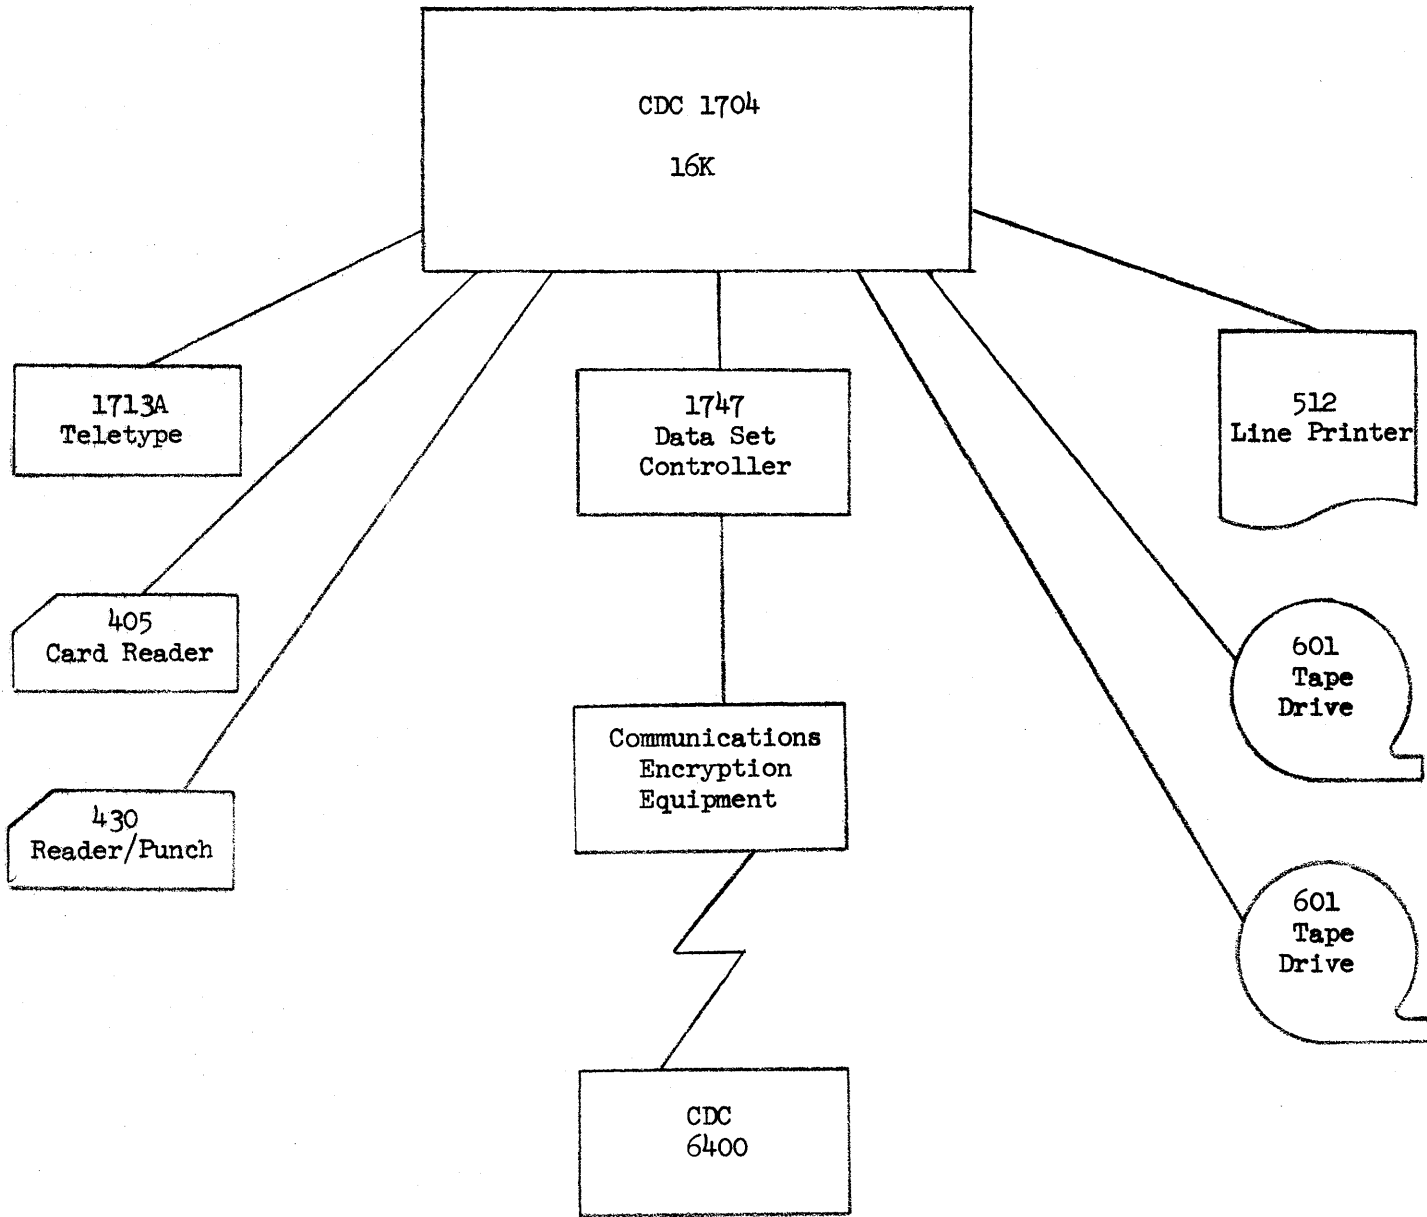 CDC 1704
16K
1713A
Teletype
1747
Data Set
Controller
512
Line Printer
405
Card Reader
601
Tape
Drive
Communications
Encryption
Equipment
430
Reader/Punch
601
Tape
Drive
CDC
6400